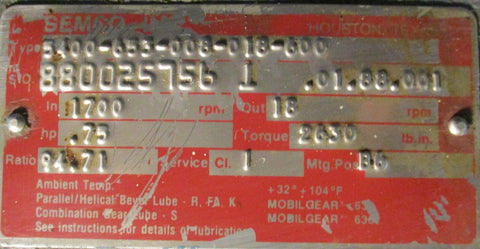 HOUSTON, TEX
Type 5400-653-008-018-600
S.O. 880025756 1 .01.88.001
In 1700 rpm Out 18 rpm
hp .75 Torque 2630 lb.in.
Ratio 94.71 Service Cl. 1 Mtg.Pos. B6
Ambient Temp. +32° ÷ 104°F
Parallel/Helical Bevel Lube - R, FA, K MOBILGEAR
Combination Gear Lube - S MOBILGEAR
See instructions for details of lubrication